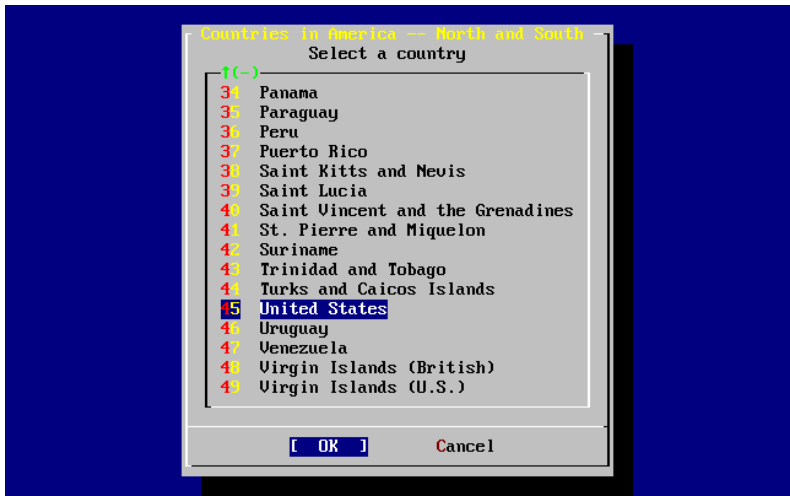 Countries in America -- North and South
Select a country
↑(-)
34 Panama
35 Paraguay
36 Peru
37 Puerto Rico
38 Saint Kitts and Nevis
39 Saint Lucia
40 Saint Vincent and the Grenadines
41 St. Pierre and Miquelon
42 Suriname
43 Trinidad and Tobago
44 Turks and Caicos Islands
45 United States
46 Uruguay
47 Venezuela
48 Virgin Islands (British)
49 Virgin Islands (U.S.)
[ OK ] Cancel